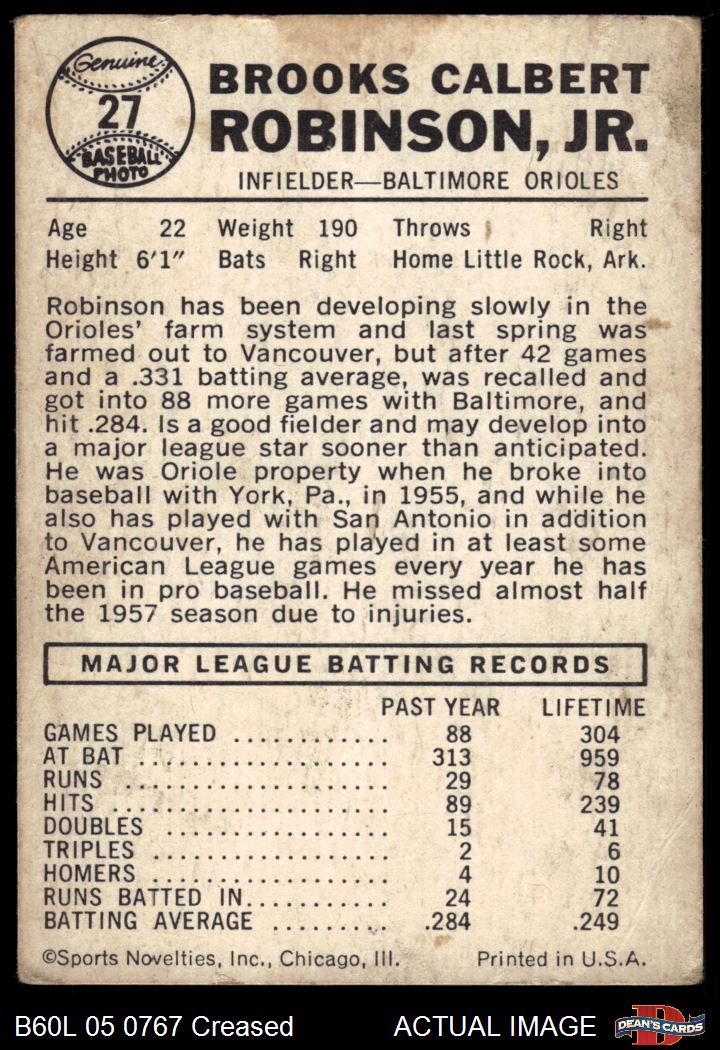 Genuine
27
BASEBALL
PHOTO
BROOKS CALBERT
ROBINSON, JR.
INFIELDER—BALTIMORE ORIOLES
Age 22 Weight 190 Throws Right
Height 6'1" Bats Right Home Little Rock, Ark.
Robinson has been developing slowly in the
Orioles' farm system and last spring was
farmed out to Vancouver, but after 42 games
and a .331 batting average, was recalled and
got into 88 more games with Baltimore, and
hit .284. Is a good fielder and may develop into
a major league star sooner than anticipated.
He was Oriole property when he broke into
baseball with York, Pa., in 1955, and while he
also has played with San Antonio in addition
to Vancouver, he has played in at least some
American League games every year he has
been in pro baseball. He missed almost half
the 1957 season due to injuries.
MAJOR LEAGUE BATTING RECORDS
PAST YEAR LIFETIME
GAMES PLAYED ............ 88 304
AT BAT .................... 313 959
RUNS ..................... 29 78
HITS ...................... 89 239
DOUBLES ................. 15 41
TRIPLES .................. 2 6
HOMERS .................. 4 10
RUNS BATTED IN........... 24 72
BATTING AVERAGE ......... .284 .249
©Sports Novelties, Inc., Chicago, Ill. Printed in U.S.A.
B60L 05 0767 Creased ACTUAL IMAGE
D
DEAN'S CARDS